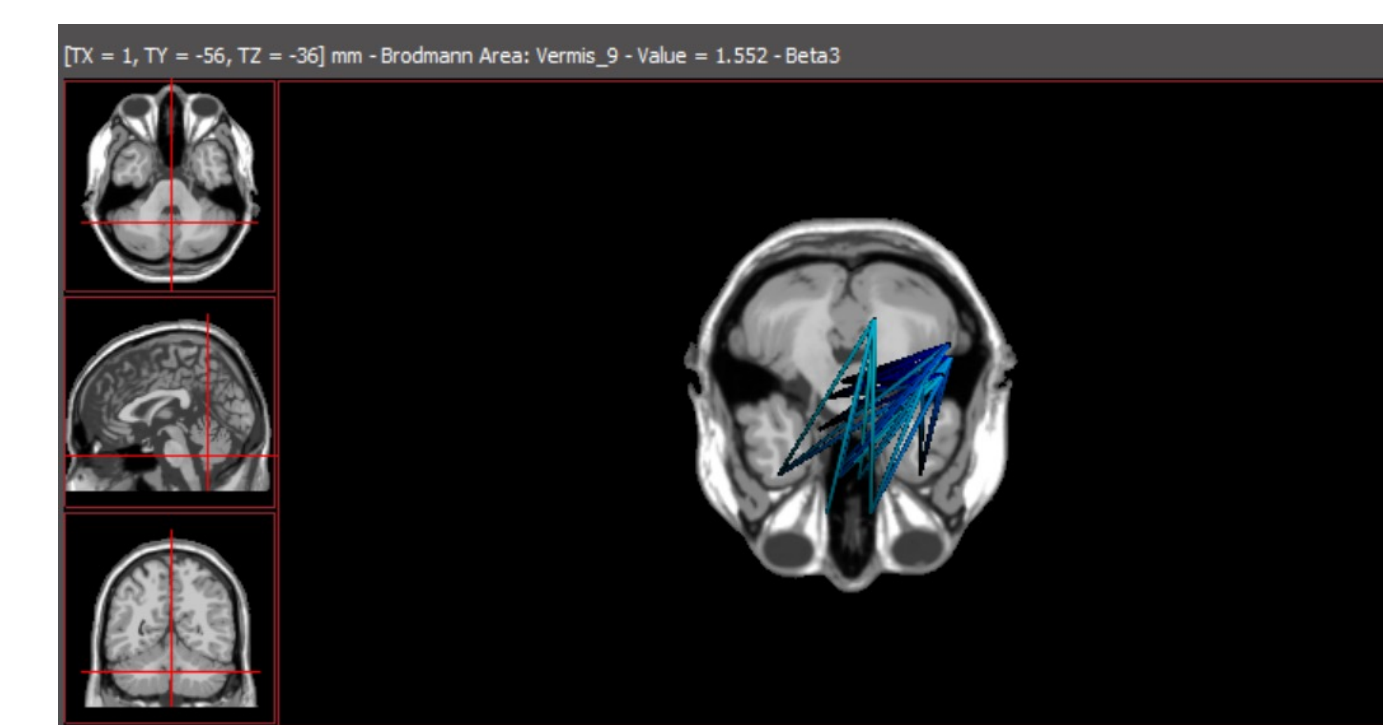 [TX = 1, TY = -56, TZ = -36] mm - Brodmann Area: Vermis_9 - Value = 1.552 - Beta3